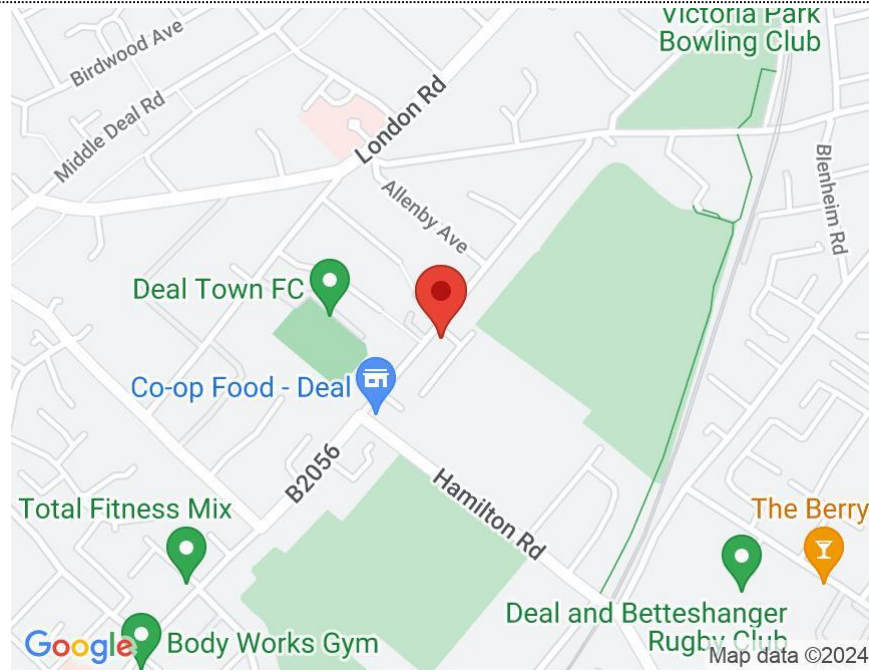 Victoria Park
Bowling Club
Birdwood Ave
Middle Deal Rd
London Rd
Blenheim Rd
Allenby Ave
Deal Town FC
Co-op Food - Deal
B2056
Hamilton Rd
Total Fitness Mix
The Berry
Deal and Betteshanger
Rugby Club
Body Works Gym
Google
Map data ©2024